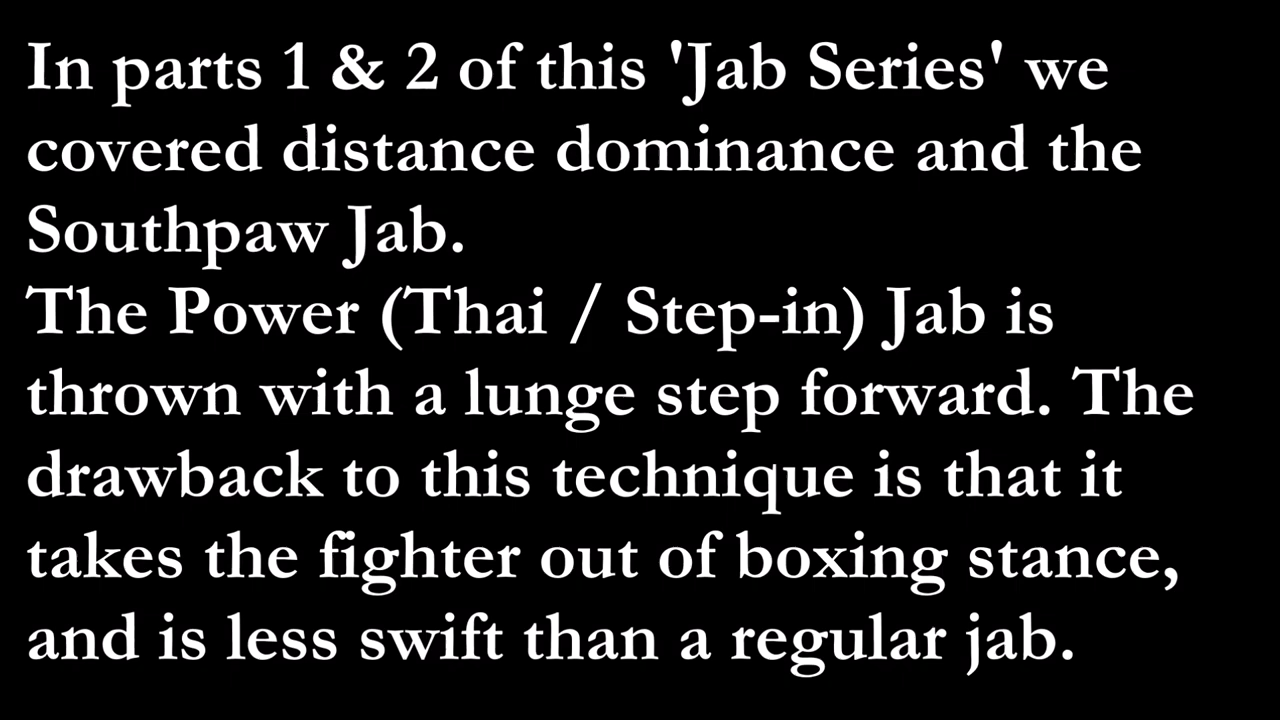 In parts 1 & 2 of this 'Jab Series' we
covered distance dominance and the
Southpaw Jab.
The Power (Thai / Step-in) Jab is
thrown with a lunge step forward. The
drawback to this technique is that it
takes the fighter out of boxing stance,
and is less swift than a regular jab.